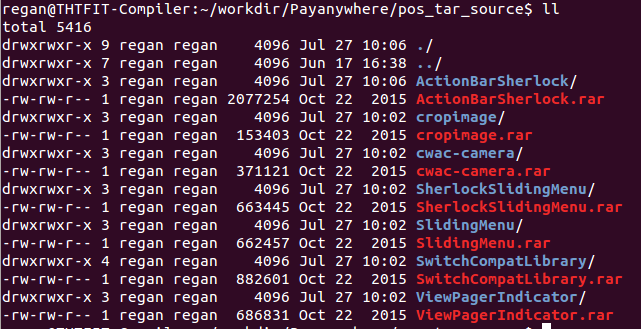 regan@THTFIT-Compiler:~/workdir/Payanywhere/pos_tar_source$ ll
total 5416
drwxrwxr-x 9 regan regan    4096 Jul 27 10:06 ./
drwxrwxr-x 7 regan regan    4096 Jun 17 16:38 ../
drwxrwxr-x 3 regan regan    4096 Jul 27 10:06 ActionBarSherlock/
-rw-rw-r-- 1 regan regan 2077254 Oct 22  2015 ActionBarSherlock.rar
drwxrwxr-x 3 regan regan    4096 Jul 27 10:02 cropimage/
-rw-rw-r-- 1 regan regan  153403 Oct 22  2015 cropimage.rar
drwxrwxr-x 3 regan regan    4096 Jul 27 10:02 cwac-camera/
-rw-rw-r-- 1 regan regan  371121 Oct 22  2015 cwac-camera.rar
drwxrwxr-x 3 regan regan    4096 Jul 27 10:02 SherlockSlidingMenu/
-rw-rw-r-- 1 regan regan  663445 Oct 22  2015 SherlockSlidingMenu.rar
drwxrwxr-x 3 regan regan    4096 Jul 27 10:02 SlidingMenu/
-rw-rw-r-- 1 regan regan  662457 Oct 22  2015 SlidingMenu.rar
drwxrwxr-x 4 regan regan    4096 Jul 27 10:02 SwitchCompatLibrary/
-rw-rw-r-- 1 regan regan  882601 Oct 22  2015 SwitchCompatLibrary.rar
drwxrwxr-x 3 regan regan    4096 Jul 27 10:02 ViewPagerIndicator/
-rw-rw-r-- 1 regan regan  686831 Oct 22  2015 ViewPagerIndicator.rar